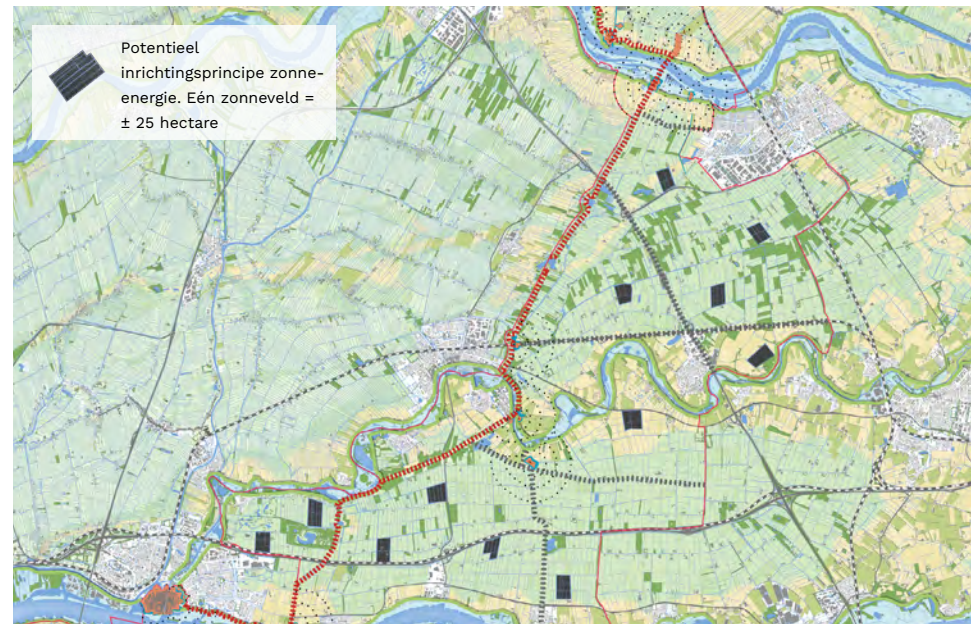 Potentieel
inrichtingsprincipe zonne-
energie. Eén zonneveld =
± 25 hectare